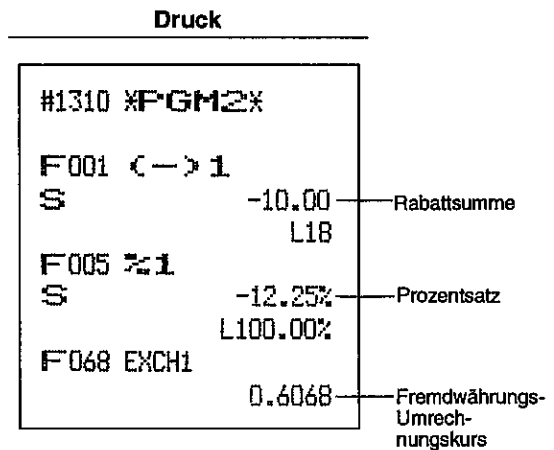 Druck
#1310 *PGM2*
F001 (—)1
S -10.00
Rabattsumme
L18
F005 %1
S -12.25%
Prozentsatz
L100.00%
F068 EXCH1
0.6068
Fremdwährungs-
Umrech-
nungskurs